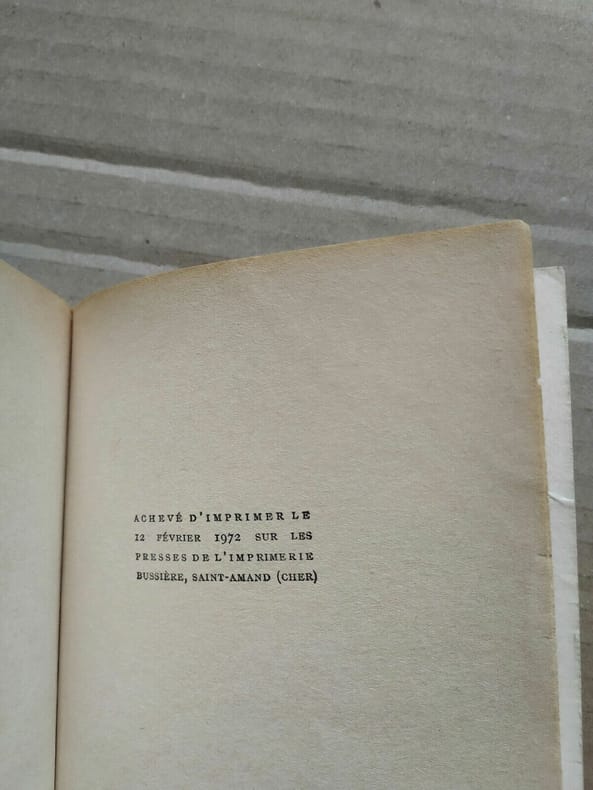 ACHEVÉ D'IMPRIMER LE
12 FÉVRIER 1972 SUR LES
PRESSES DE L'IMPRIMERIE
BUSSIÈRE, SAINT-AMAND (CHER)